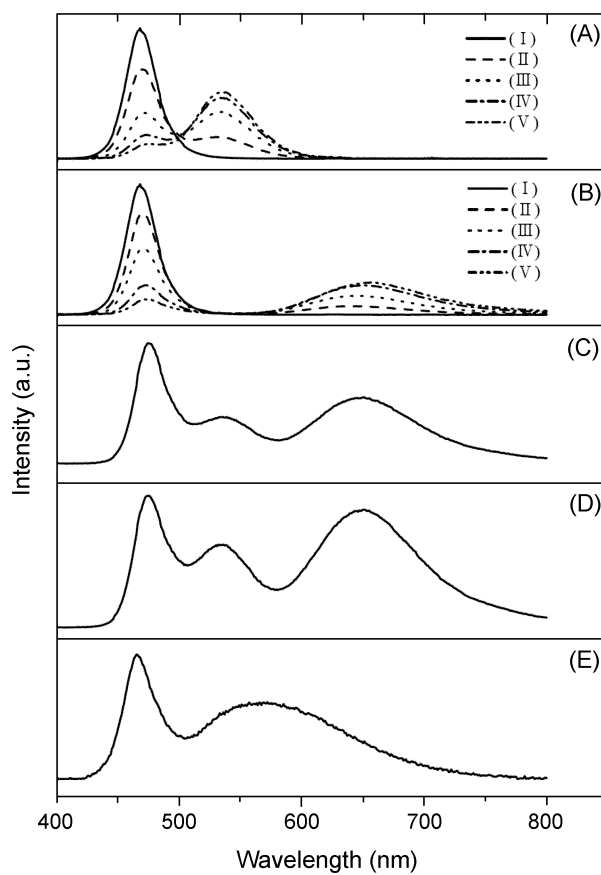 (A)
(Ⅰ)
(Ⅱ)
(Ⅲ)
(Ⅳ)
(Ⅴ)
(B)
(Ⅰ)
(Ⅱ)
(Ⅲ)
(Ⅳ)
(Ⅴ)
(C)
(D)
(E)
Intensity (a.u.)
400 500 600 700 800
Wavelength (nm)